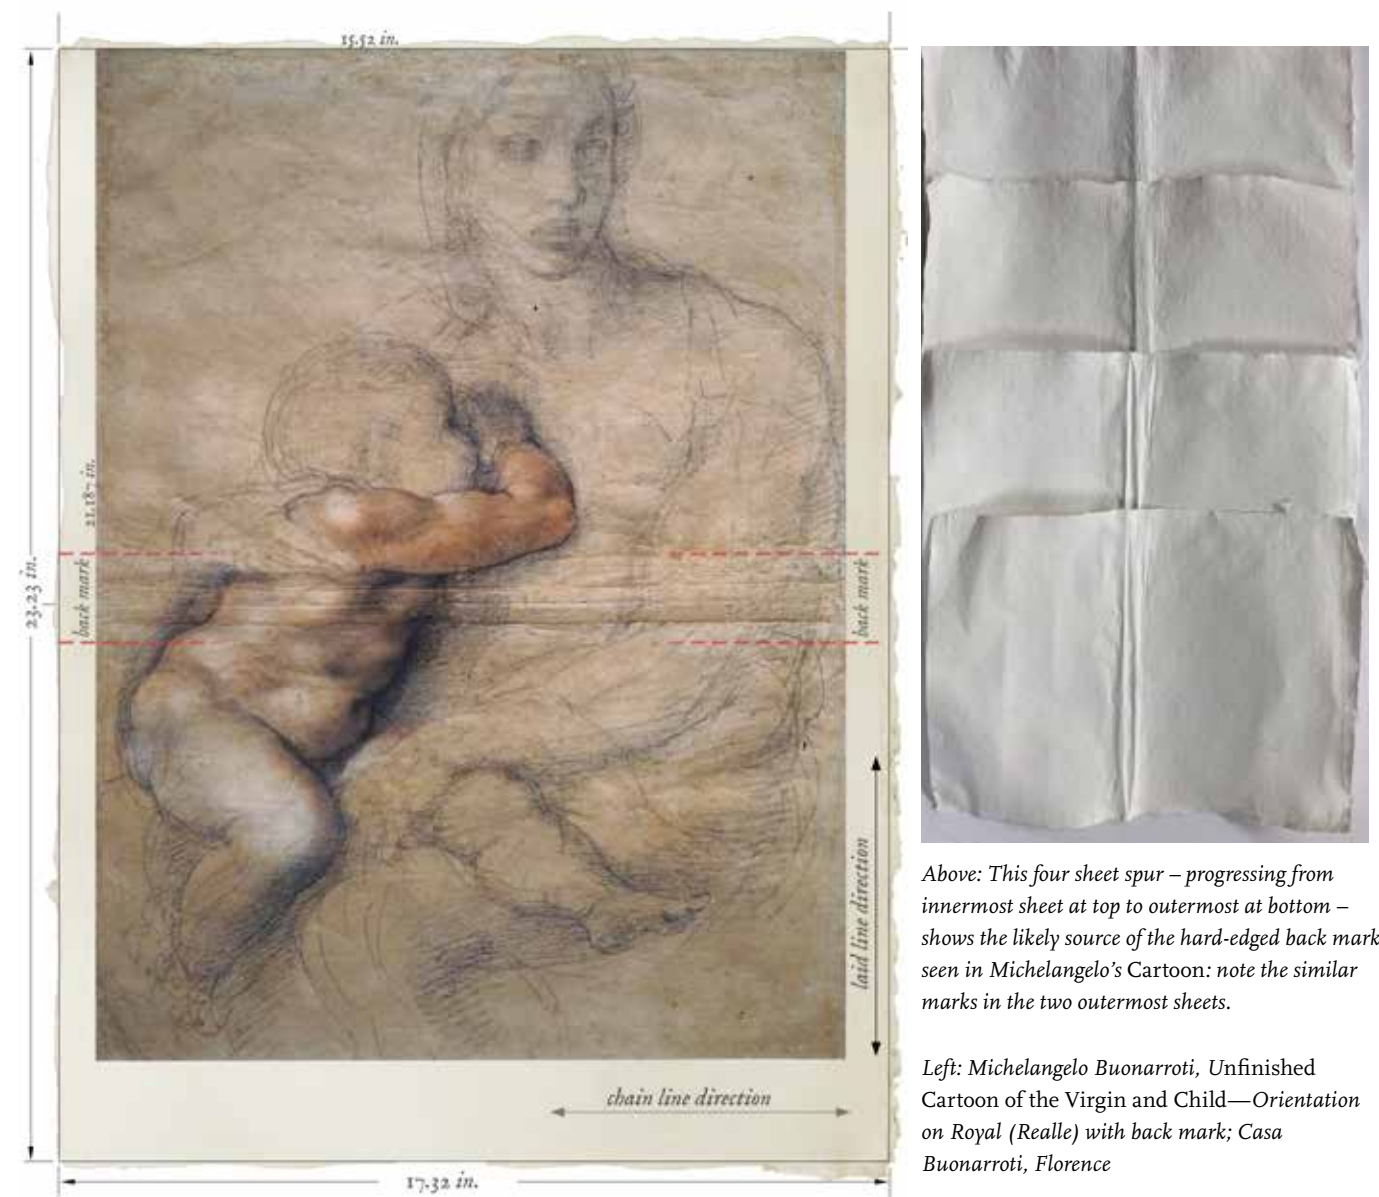 15.52 in.
21.187 in.
23.23 in.
back mark
back mark
laid line direction
chain line direction
17.32 in.
Above: This four sheet spur – progressing from
innermost sheet at top to outermost at bottom –
shows the likely source of the hard-edged back mark
seen in Michelangelo's Cartoon: note the similar
marks in the two outermost sheets.
Left: Michelangelo Buonarroti, Unfinished
Cartoon of the Virgin and Child—Orientation
on Royal (Realle) with back mark; Casa
Buonarroti, Florence